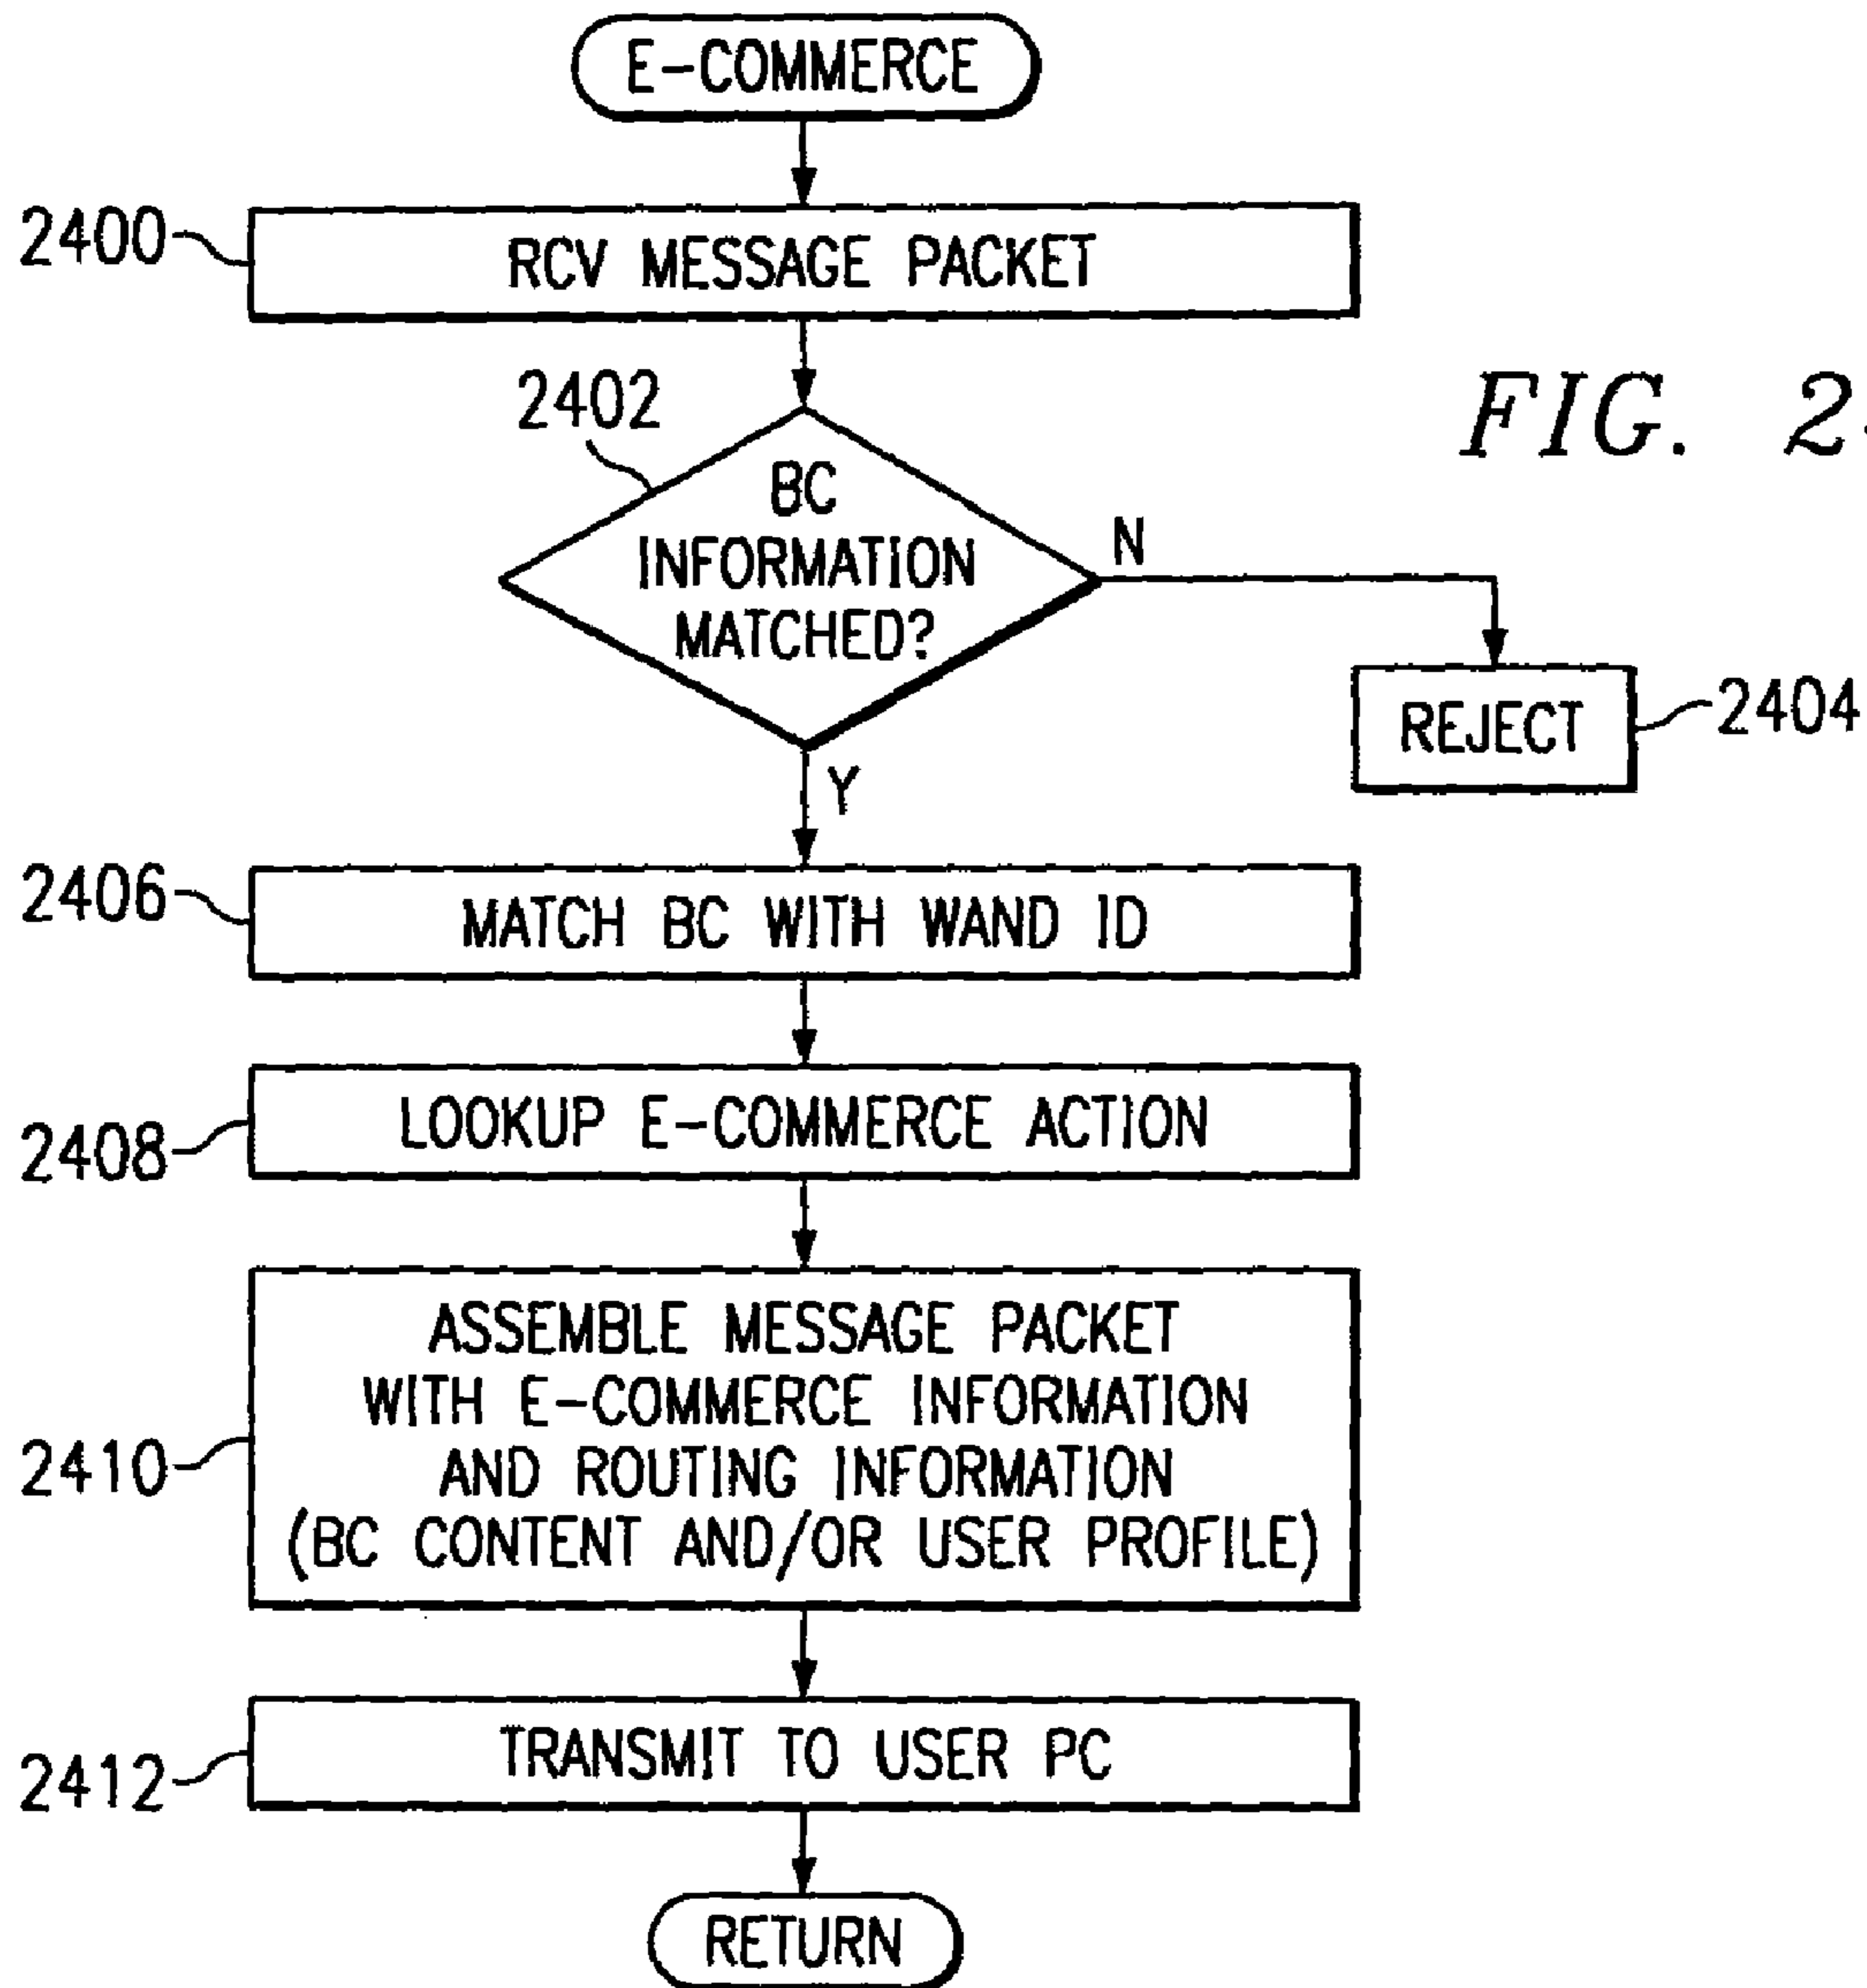 E-COMMERCE
2400
RCV MESSAGE PACKET
2402
FIG. 2
BC
INFORMATION
MATCHED?
N
REJECT
2404
Y
2406
MATCH BC WITH WAND ID
2408
LOOKUP E-COMMERCE ACTION
2410
ASSEMBLE MESSAGE PACKET
WITH E-COMMERCE INFORMATION
AND ROUTING INFORMATION
(BC CONTENT AND/OR USER PROFILE)
2412
TRANSMIT TO USER PC
RETURN